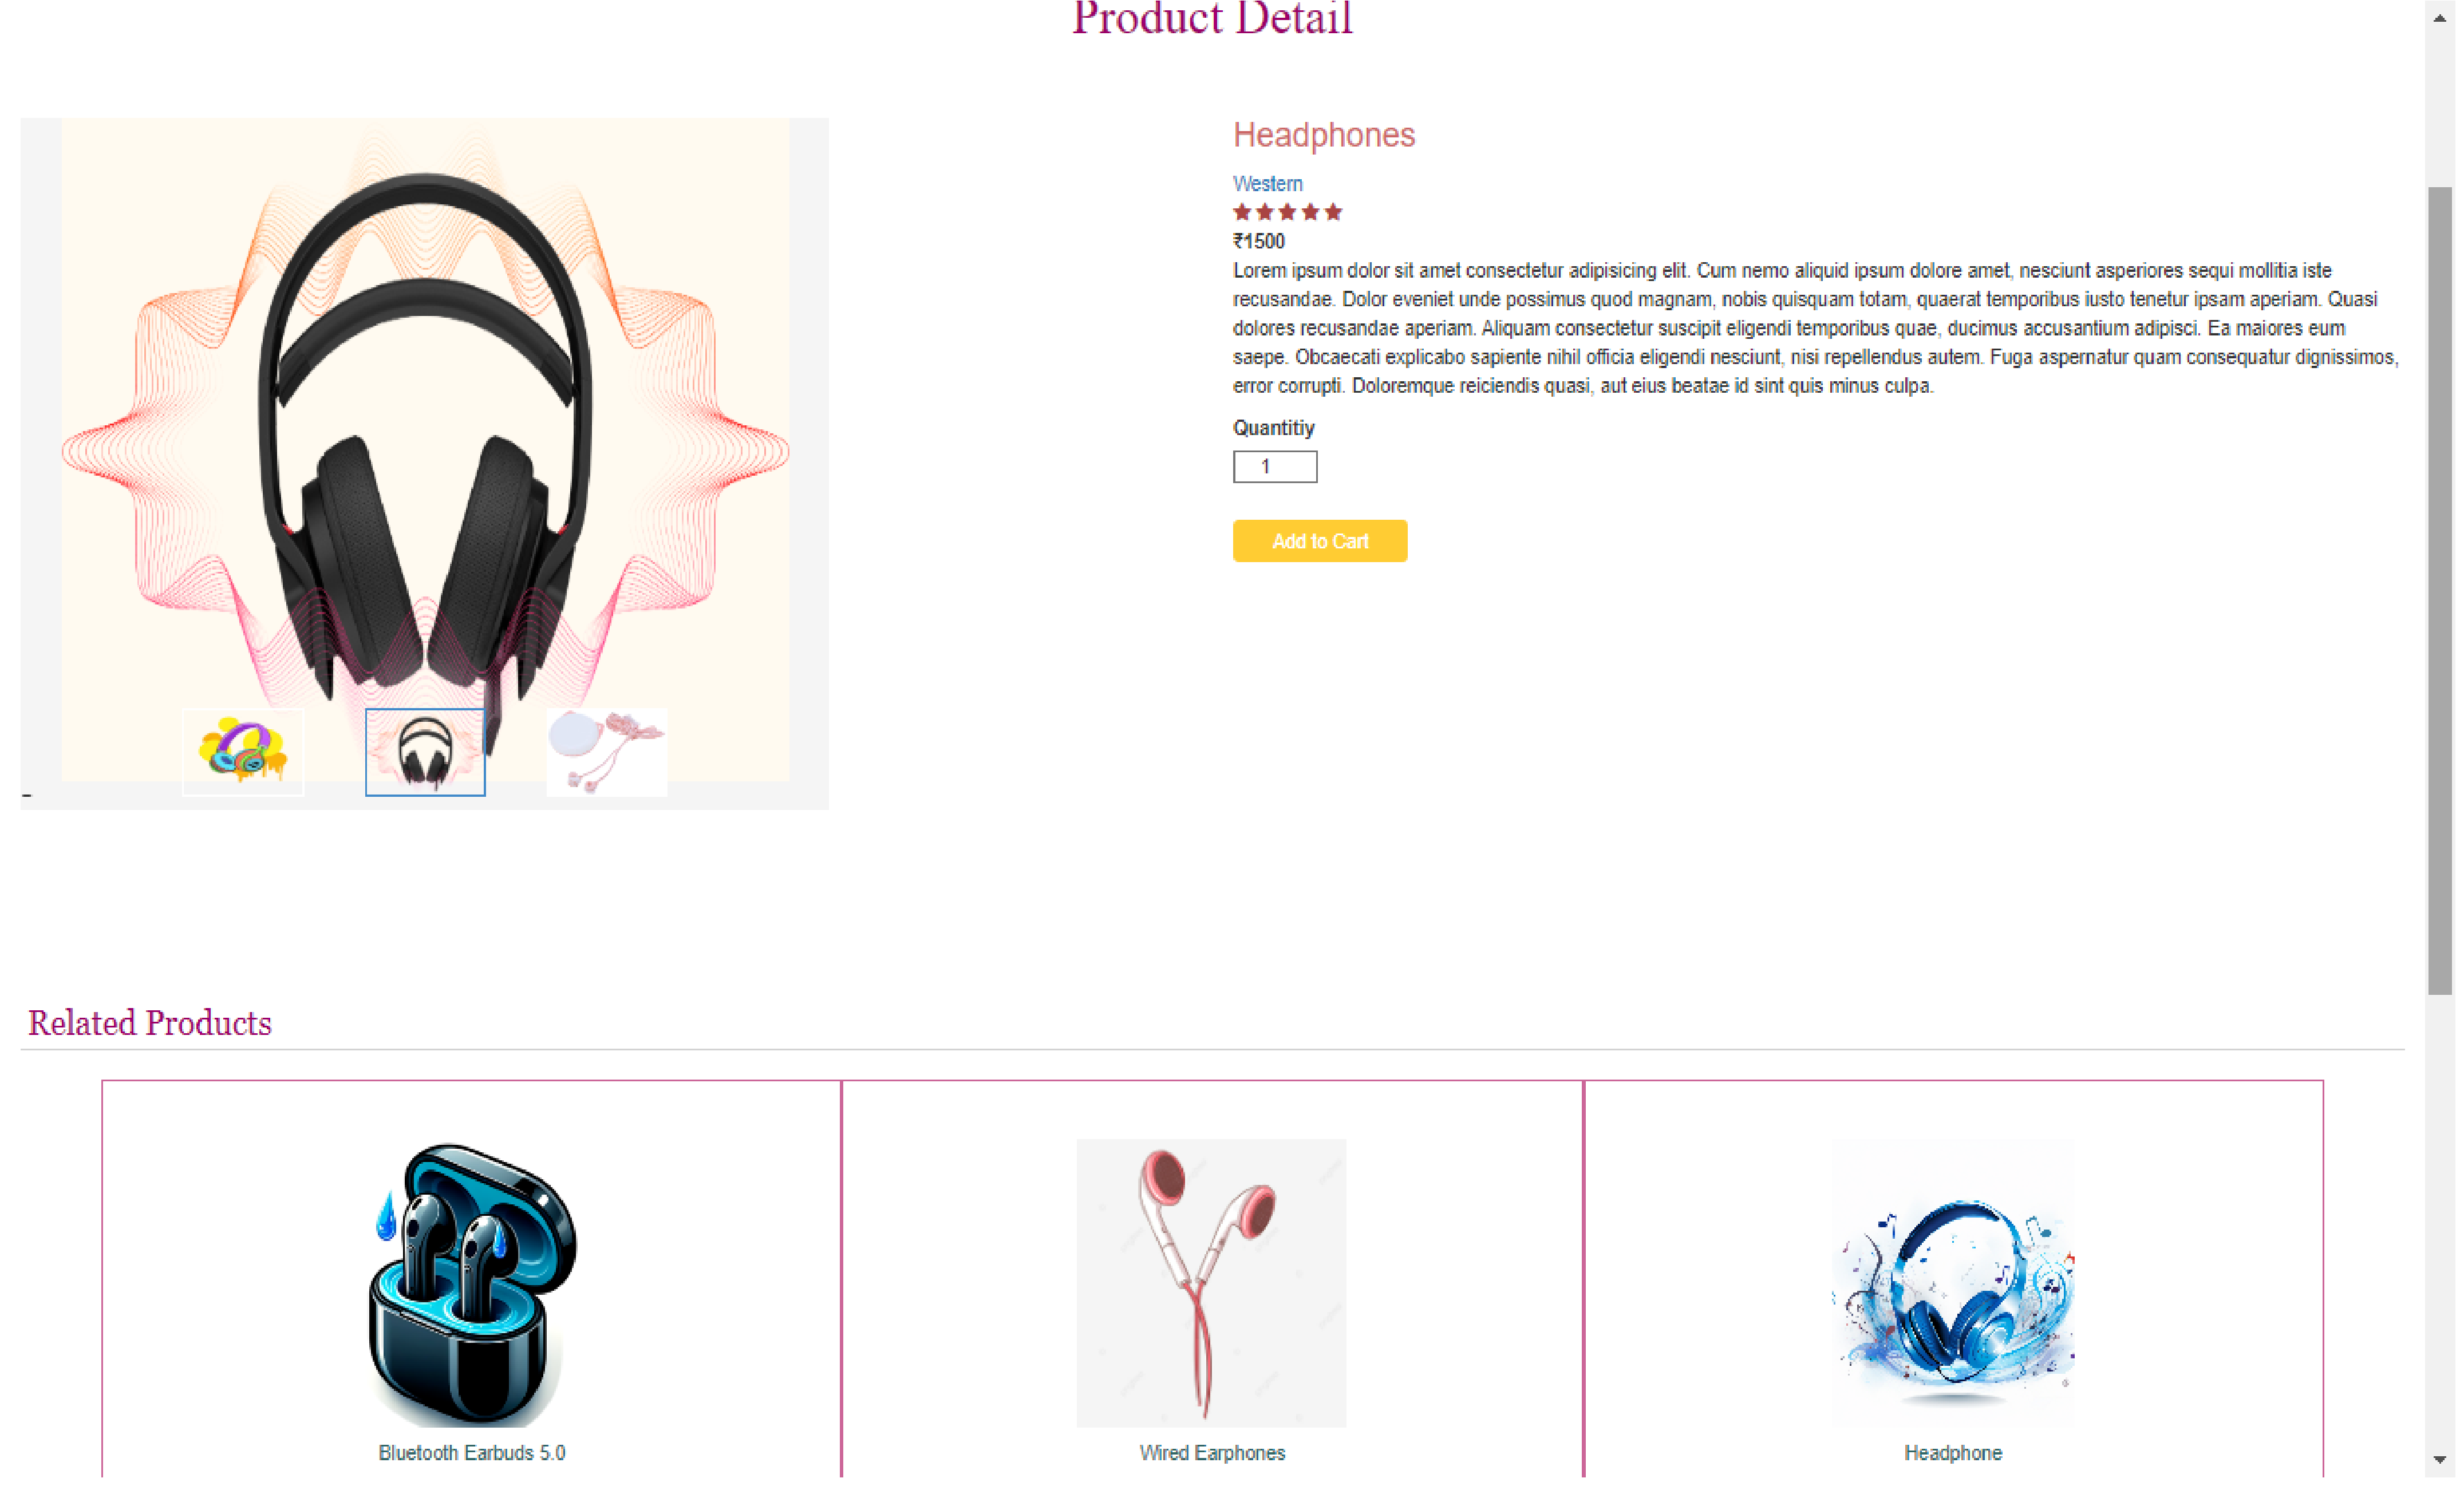 Product Detail
Headphones
Western
₹1500
Lorem ipsum dolor sit amet consectetur adipisicing elit. Cum nemo aliquid ipsum dolore amet, nesciunt asperiores sequi mollitia iste
recusandae. Dolor eveniet unde possimus quod magnam, nobis quisquam totam, quaerat temporibus iusto tenetur ipsam aperiam. Quasi
dolores recusandae aperiam. Aliquam consectetur suscipit eligendi temporibus quae, ducimus accusantium adipisci. Ea maiores eum
saepe. Obcaecati explicabo sapiente nihil officia eligendi nesciunt, nisi repellendus autem. Fuga aspernatur quam consequatur dignissimos,
error corrupti. Doloremque reiciendis quasi, aut eius beatae id sint quis minus culpa.
Quantitiy
1
Add to Cart
Related Products
Bluetooth Earbuds 5.0
Wired Earphones
Headphone